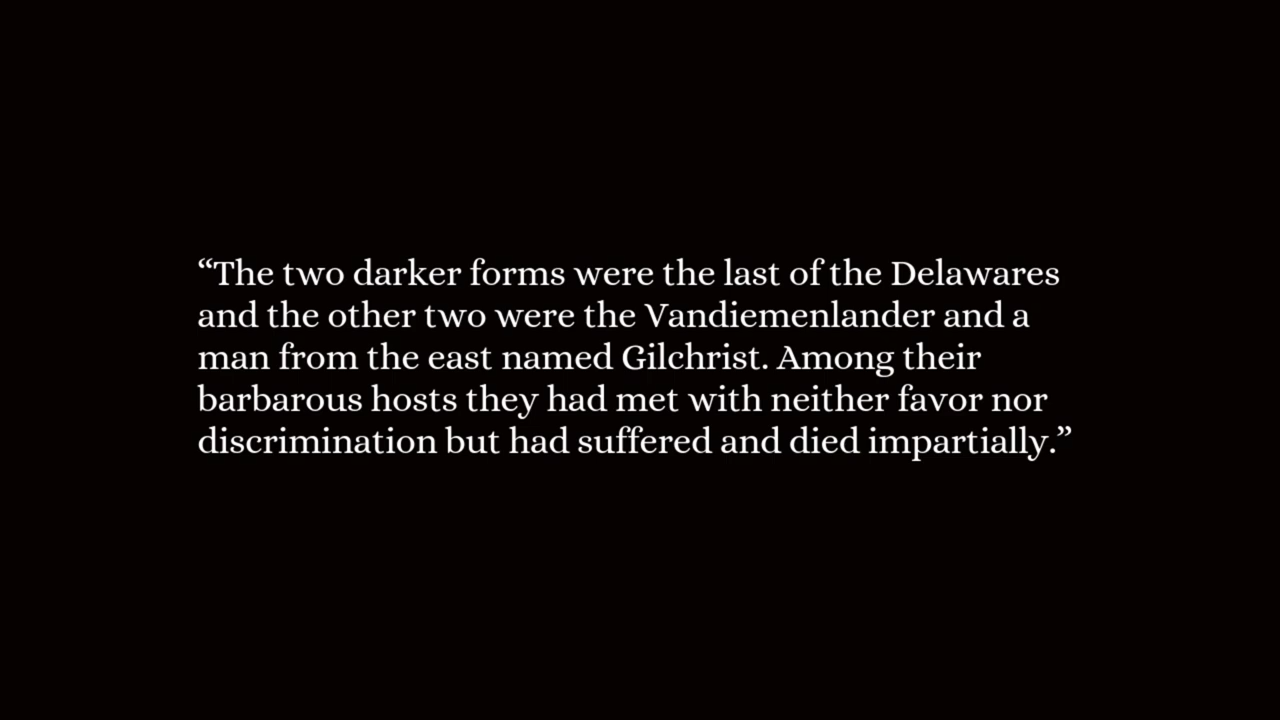 “The two darker forms were the last of the Delawares
and the other two were the Vandiemenlander and a
man from the east named Gilchrist. Among their
barbarous hosts they had met with neither favor nor
discrimination but had suffered and died impartially.”